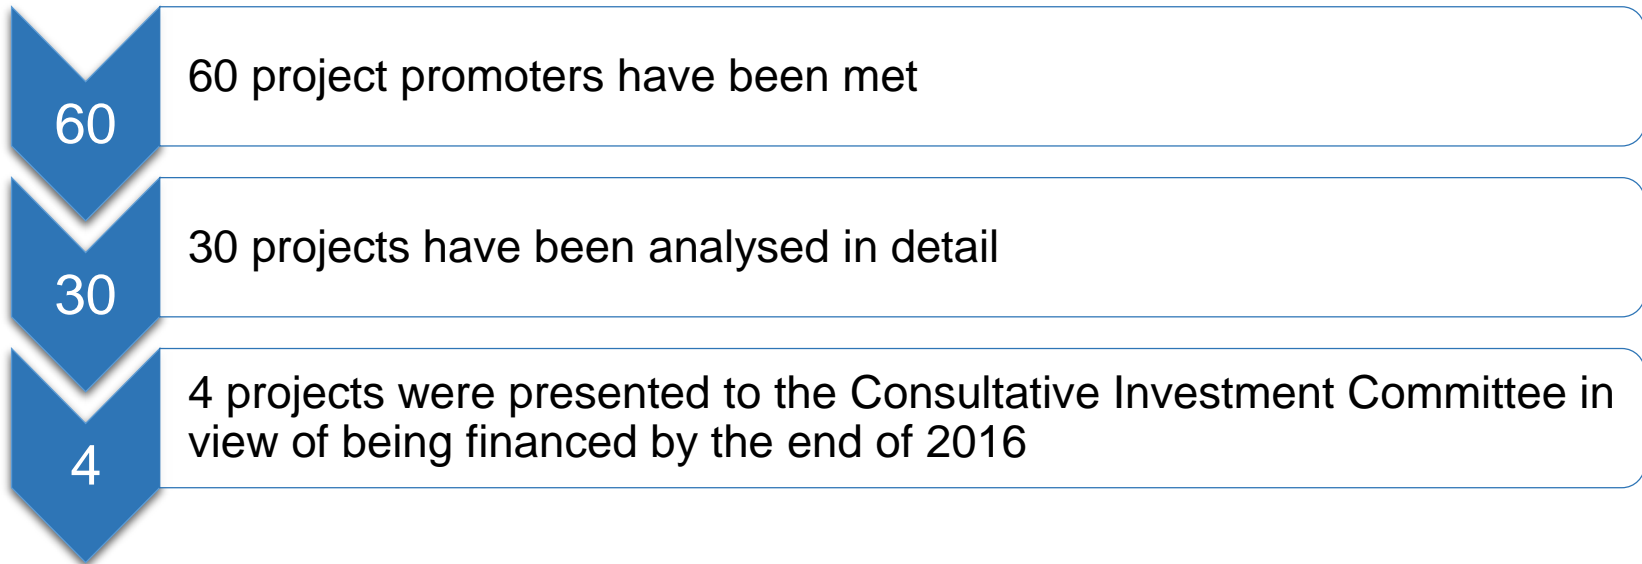 60
60 project promoters have been met
30
30 projects have been analysed in detail
4
4 projects were presented to the Consultative Investment Committee in
view of being financed by the end of 2016